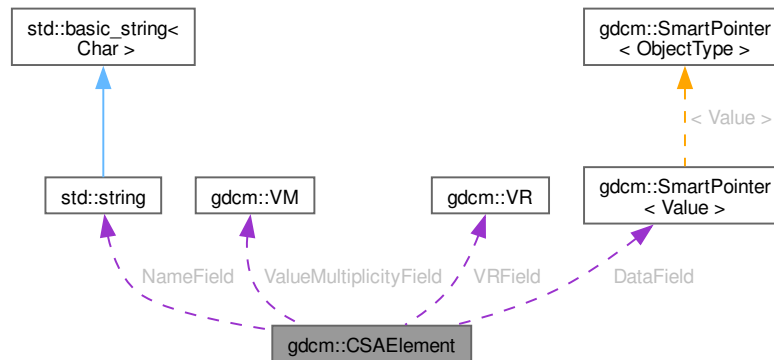 std::basic_string<
Char >
gdcm::SmartPointer
< ObjectType >
< Value >
std::string
gdcm::VM
gdcm::VR
gdcm::SmartPointer
< Value >
NameField
ValueMultiplicityField
VRField
DataField
gdcm::CSAElement